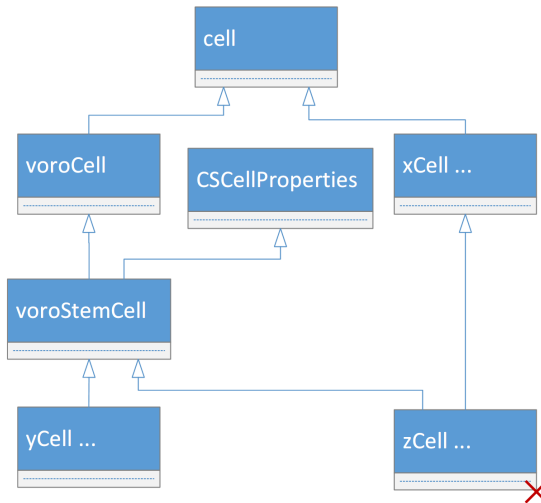 cell
voroCell
CSCellProperties
xCell ...
voroStemCell
yCell ...
zCell ...